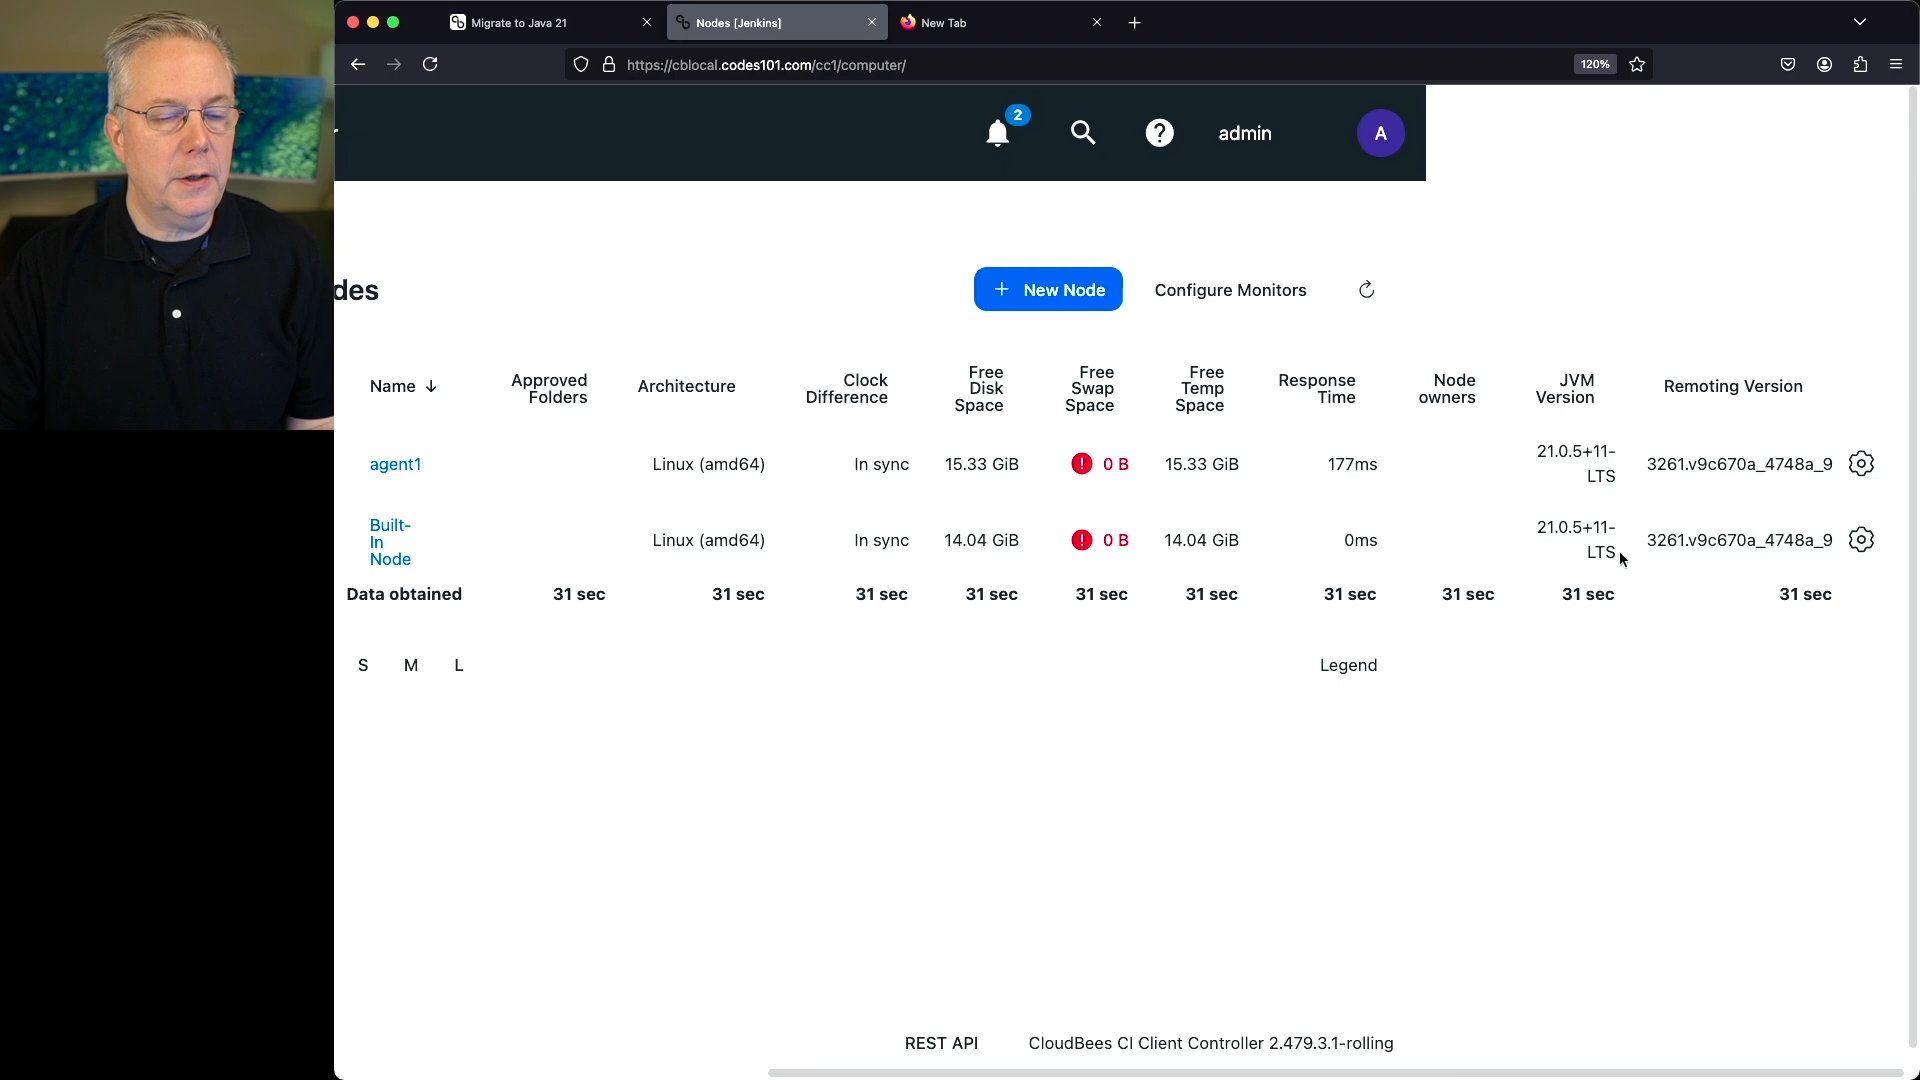 Migrate to Java 21
Nodes [Jenkins]
New Tab
https://cblocal.codes101.com/cc1/computer/
120%
2
admin
A
des
New Node
Configure Monitors
Name ↓
Approved Folders
Architecture
Clock Difference
Free Disk Space
Free Swap Space
Free Temp Space
Response Time
Node owners
JVM Version
Remoting Version
agent1
Linux (amd64)
In sync
15.33 GiB
0 B
15.33 GiB
177ms
21.0.5+11-LTS
3261.v9c670a_4748a_9
Built-In Node
Linux (amd64)
In sync
14.04 GiB
0 B
14.04 GiB
0ms
21.0.5+11-LTS
3261.v9c670a_4748a_9
Data obtained 31 sec 31 sec 31 sec 31 sec 31 sec 31 sec 31 sec 31 sec 31 sec 31 sec
S M L
Legend
REST API
CloudBees CI Client Controller 2.479.3.1-rolling